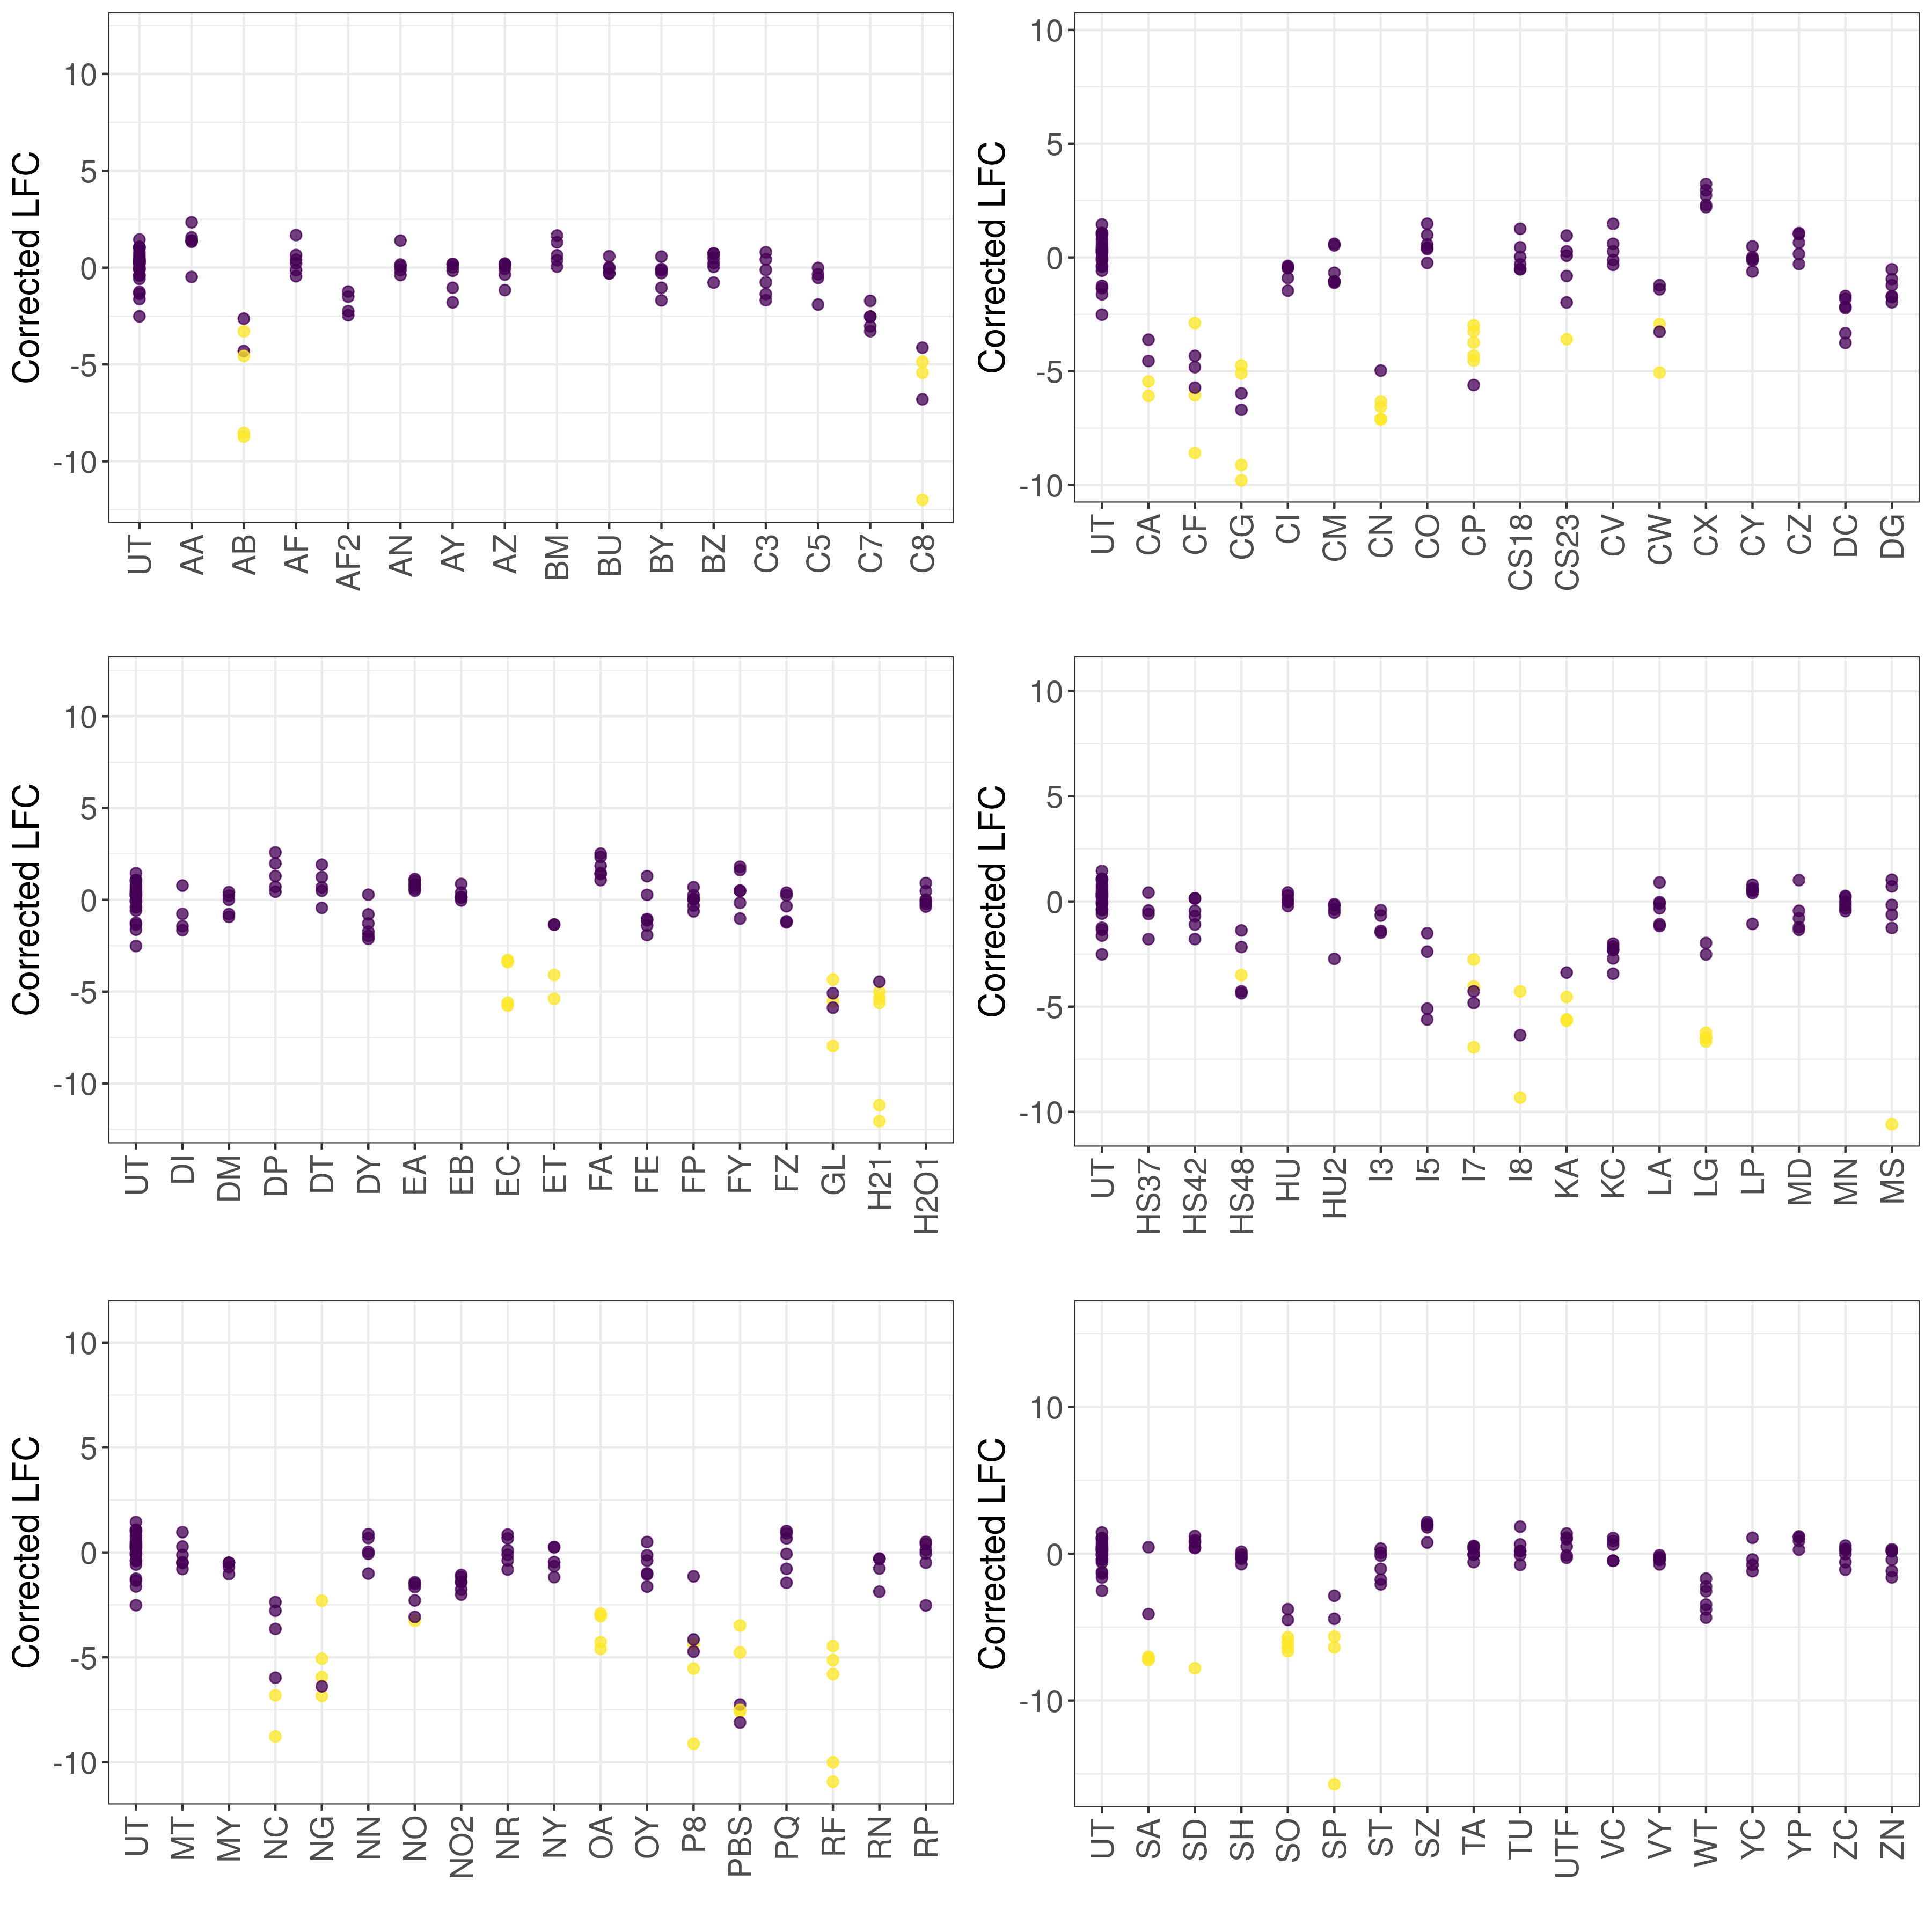 Corrected LFC
10
5
0
-5
-10
UT AA AB AF AF2 AN AY AZ BM BU BY BZ C3 C5 C7 C8
Corrected LFC
10
5
0
-5
-10
UT CA CF CG CI CM CN CO CP CS18 CS23 CV CW CX CY CZ DC DG
Corrected LFC
10
5
0
-5
-10
UT DI DM DP DT DY EA EB EC ET FA FE FP FY FZ GL H21 H2O1
Corrected LFC
10
5
0
-5
-10
UT HS37 HS42 HS48 HU HU2 I3 I5 I7 I8 KA KC LA LG LP MD MN MS
Corrected LFC
10
5
0
-5
-10
UT MT MY NC NG NN NO NO2 NR NY OA OY P8 PBS PQ RF RN RP
Corrected LFC
10
0
-10
UT SA SD SH SO SP ST SZ TA TU UTF VC VY WT YC YP ZC ZN